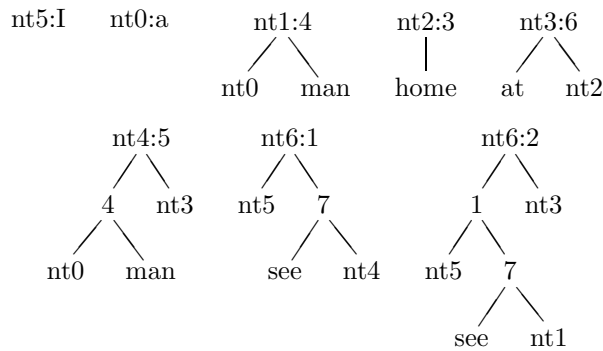 nt5:I nt0:a nt1:4 nt2:3 nt3:6
nt0 man home at nt2
nt4:5 nt6:1 nt6:2
4 nt3 nt5 7 1 nt3
nt0 man see nt4 nt5 7
see nt1